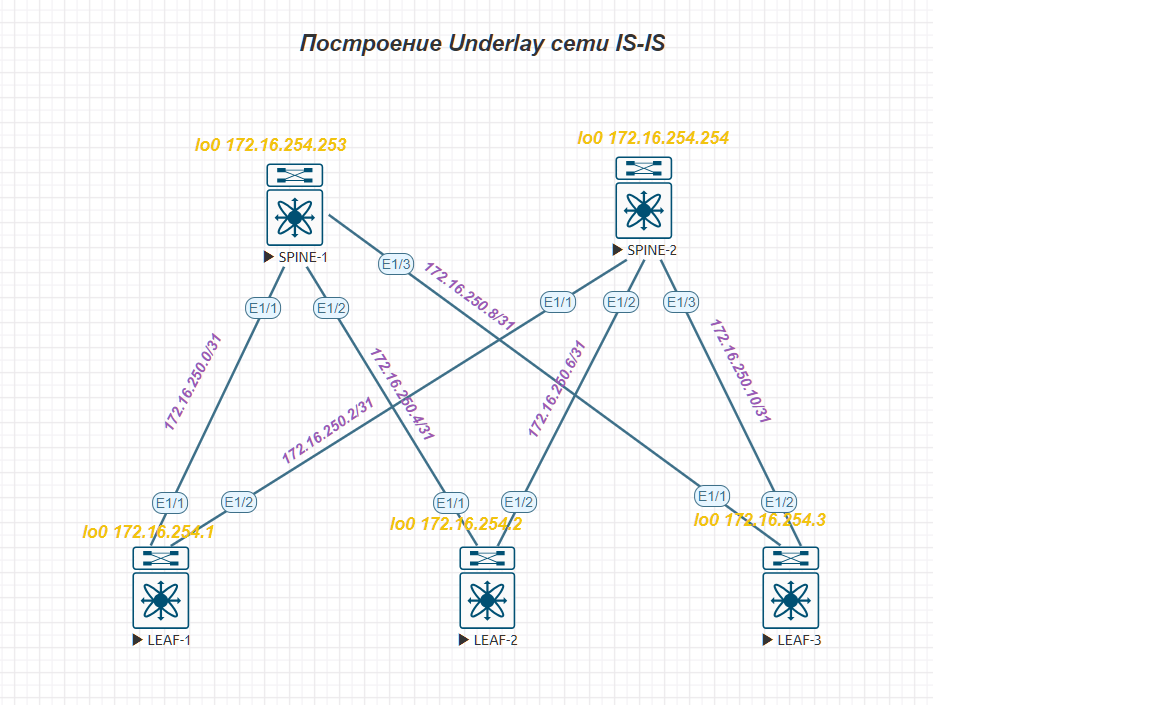 Построение Underlay сети IS-IS
lo0 172.16.254.253
lo0 172.16.254.254
SPINE-1
SPINE-2
E1/3
172.16.250.8/31
E1/1
E1/2
E1/1
E1/2
E1/3
172.16.250.0/31
172.16.250.4/31
172.16.250.2/31
172.16.250.6/31
172.16.250.10/31
E1/1
E1/2
E1/1
E1/2
E1/1
E1/2
lo0 172.16.254.1
lo0 172.16.254.2
lo0 172.16.254.3
LEAF-1
LEAF-2
LEAF-3